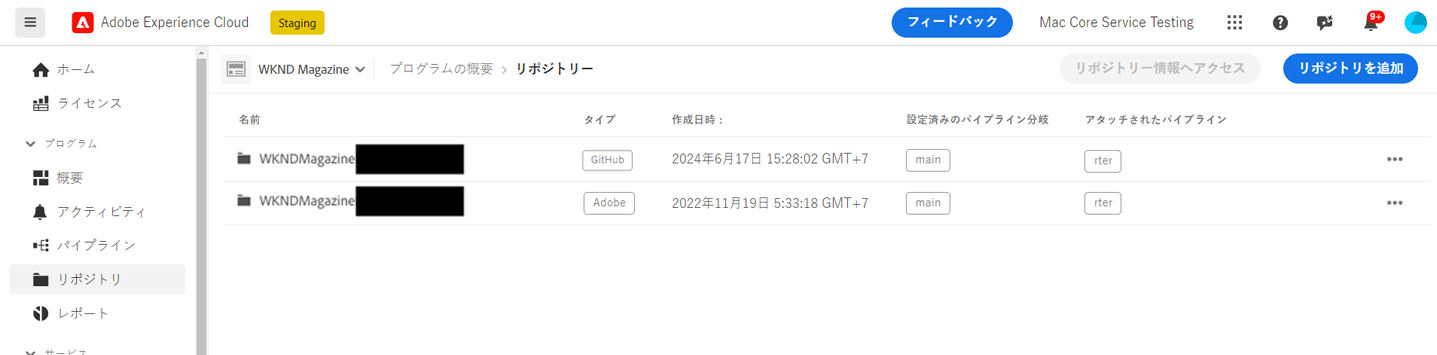 Adobe Experience Cloud Staging フィードバック Mac Core Service Testing 9+
ホーム
ライセンス
プログラム
概要
アクティビティ
パイプライン
リポジトリ
レポート
サービス
WKND Magazine プログラムの概要 リポジトリー リポジトリー情報へアクセス リポジトリを追加
名前 タイプ 作成日時： 設定済みのパイプライン分岐 アタッチされたパイプライン
WKNDMagazine GitHub 2024年6月17日 15:28:02 GMT+7 main rter
WKNDMagazine Adobe 2022年11月19日 5:33:18 GMT+7 main rter